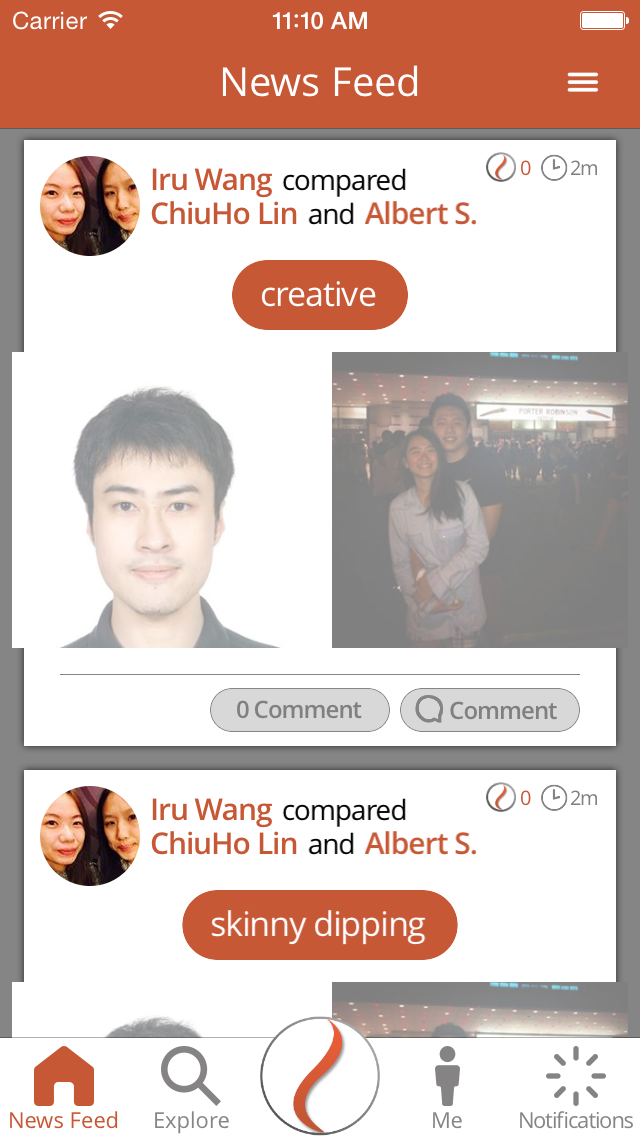 Carrier 11:10 AM
News Feed
Iru Wang compared
0 2m
ChiuHo Lin and Albert S.
creative
PORTER ROBINSON
0 Comment Comment
Iru Wang compared
0 2m
ChiuHo Lin and Albert S.
skinny dipping
News Feed Explore Me Notifications